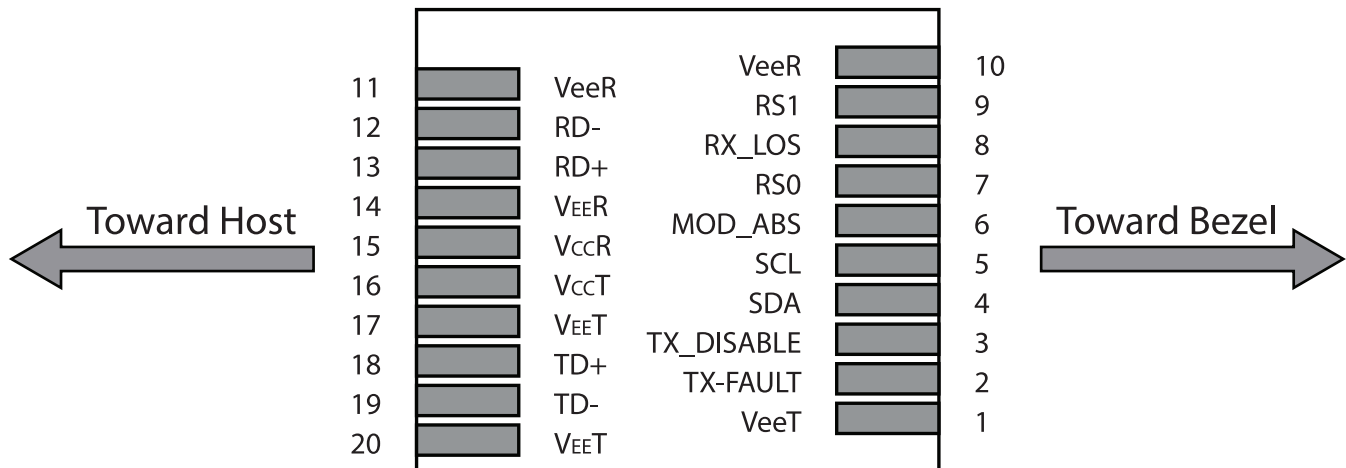 VeeR 10
11 VeeR
RS1 9
12 RD-
RX_LOS 8
13 RD+
RS0 7
14 VEER
MOD_ABS 6
Toward Host
Toward Bezel
15 VCCR
SCL 5
16 VCCT
SDA 4
17 VEET
TX_DISABLE 3
18 TD+
TX-FAULT 2
19 TD-
VeeT 1
20 VEET